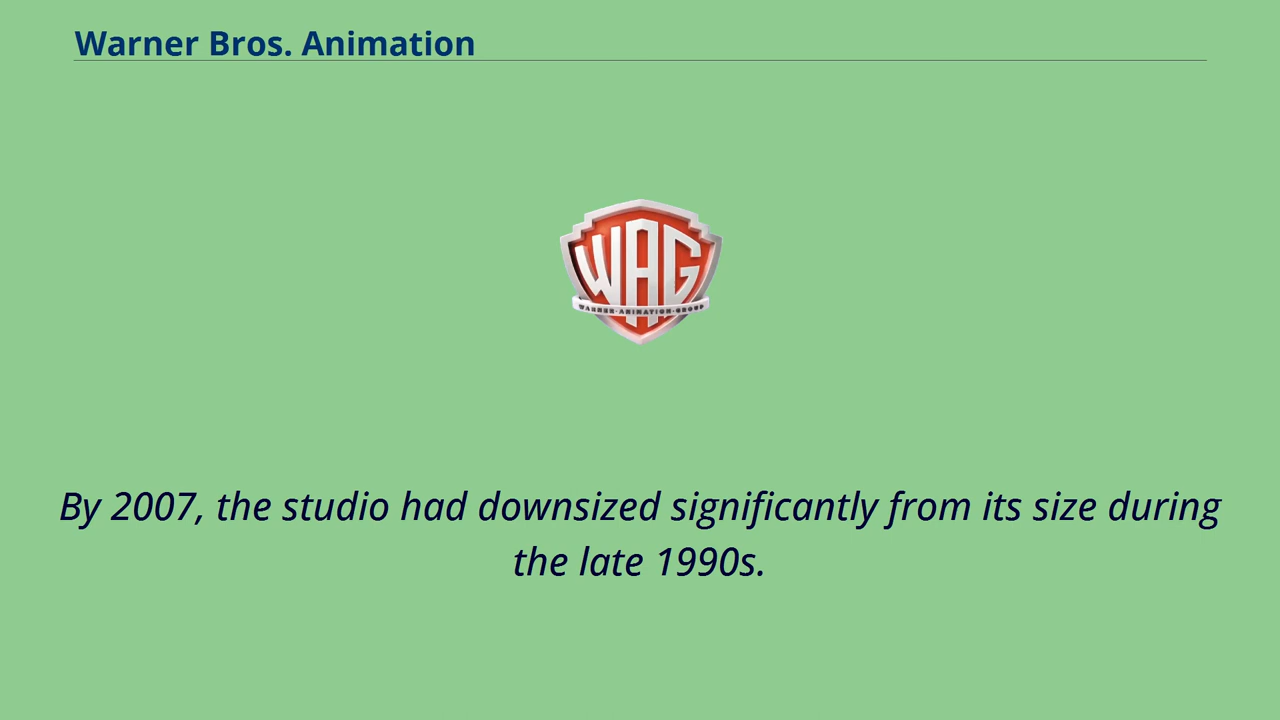 Warner Bros. Animation
WAG
WARNER·ANIMATION·GROUP
By 2007, the studio had downsized significantly from its size during
the late 1990s.